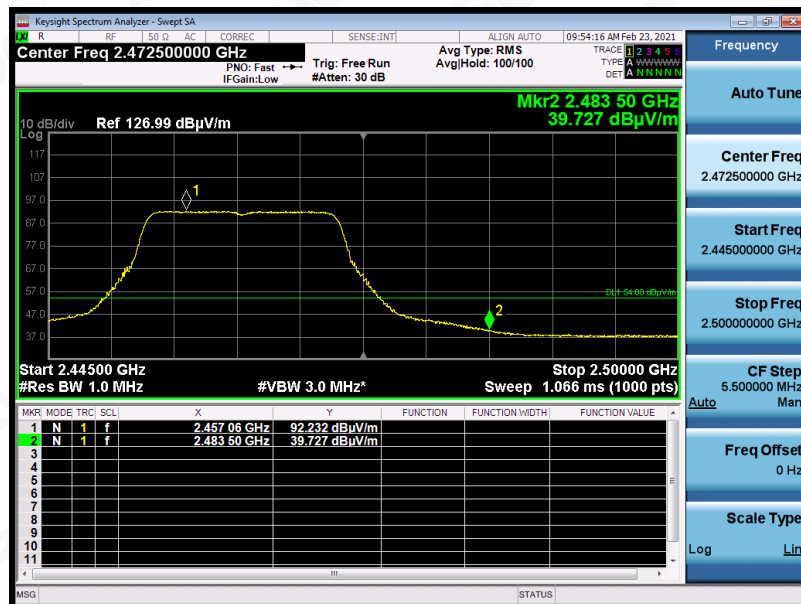 Keysight Spectrum Analyzer - Swept SA
LXI R RF 50 Ω AC CORREC SENSE:INT ALIGN AUTO 09:54:16 AM Feb 23, 2021
Center Freq 2.472500000 GHz
PNO: Fast
IFGain:Low
Trig: Free Run
#Atten: 30 dB
Avg Type: RMS
Avg|Hold: 100/100
TRACE 1 2 3 4 5 6
TYPE A WWWWW
DET A N N N N N
Mkr2 2.483 50 GHz
39.727 dBµV/m
10 dB/div Ref 126.99 dBµV/m
Log
117
107
97.0
87.0
77.0
67.0
57.0
47.0
37.0
1
2
DL1 54.00 dBµV/m
Start 2.44500 GHz Stop 2.50000 GHz
#Res BW 1.0 MHz #VBW 3.0 MHz* Sweep 1.066 ms (1000 pts)
MKR MODE TRC SCL X Y FUNCTION FUNCTION WIDTH FUNCTION VALUE
1 N 1 f 2.457 06 GHz 92.232 dBµV/m
2 N 1 f 2.483 50 GHz 39.727 dBµV/m
3
4
5
6
7
8
9
10
11
MSG STATUS
Frequency
Auto Tune
Center Freq
2.472500000 GHz
Start Freq
2.445000000 GHz
Stop Freq
2.500000000 GHz
CF Step
5.500000 MHz
Auto Man
Freq Offset
0 Hz
Scale Type
Log Lin